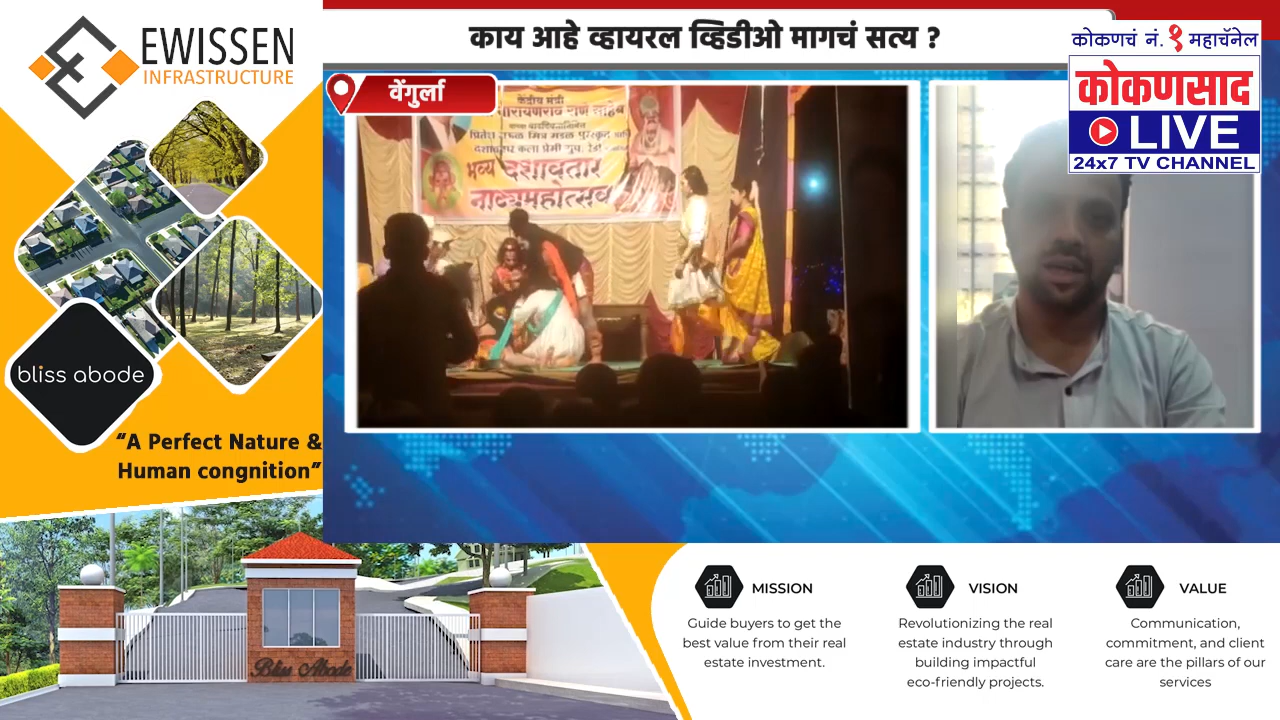 EWISSEN
INFRASTRUCTURE
bliss abode
“A Perfect Nature &
Human congnition”
काय आहे व्हायरल व्हिडीओ मागचं सत्य ?
वेंगुर्ला
कोकणचं नं. १ महाचॅनेल
कोकणसाद
LIVE
24x7 TV CHANNEL
केंद्रीय मंत्री
नारायणराव राणे साहेब
भव्य दशावतार
नाट्यमहोत्सव
Bliss Abode
MISSION
Guide buyers to get the
best value from their real
estate investment.
VISION
Revolutionizing the real
estate industry through
building impactful
eco-friendly projects.
VALUE
Communication,
commitment, and client
care are the pillars of our
services